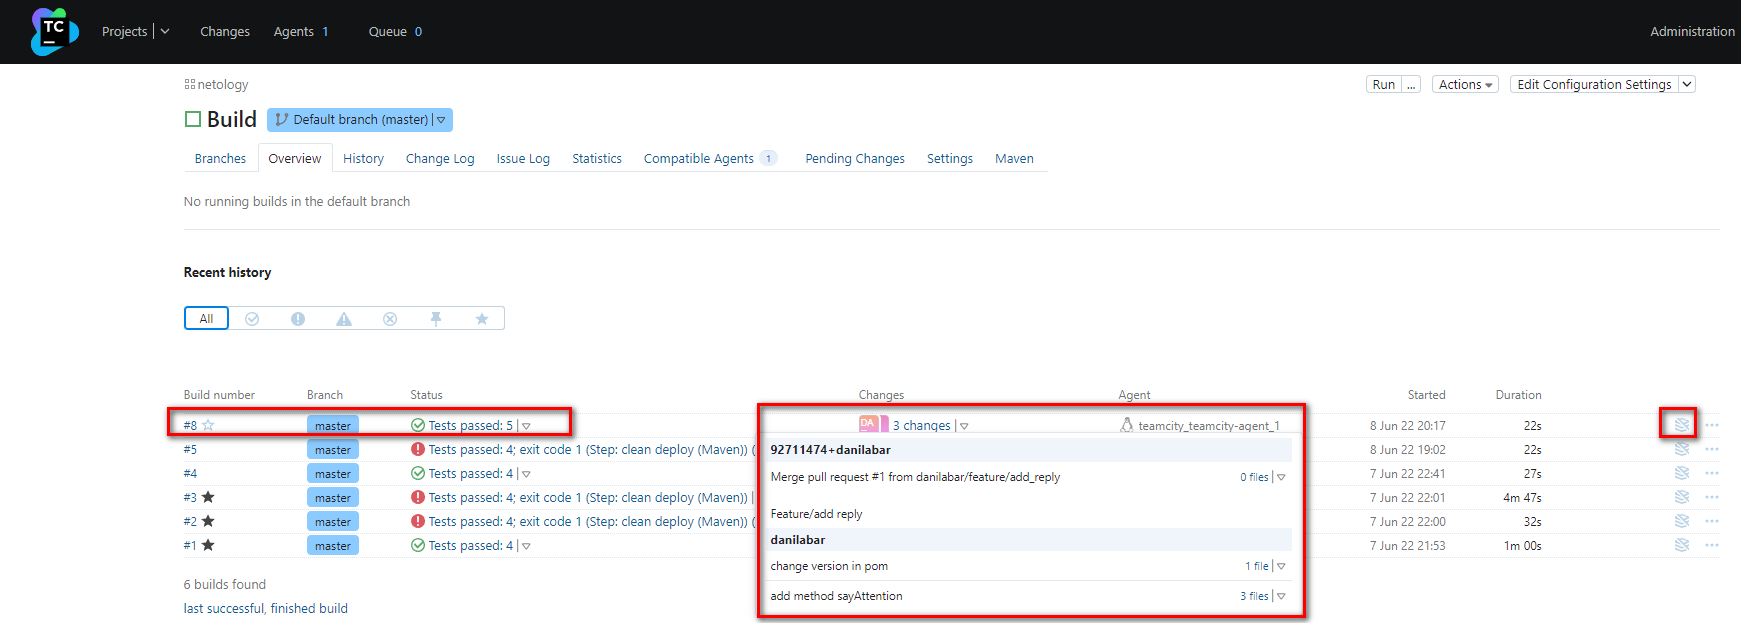 TC
Projects
Changes
Agents 1
Queue 0
Administration
netology
Run ...
Actions
Edit Configuration Settings
Build
Default branch (master)
Branches
Overview
History
Change Log
Issue Log
Statistics
Compatible Agents 1
Pending Changes
Settings
Maven
No running builds in the default branch
Recent history
All
Build number Branch Status Changes Agent Started Duration
#8 master Tests passed: 5 DA 3 changes teamcity_teamcity-agent_1 8 Jun 22 20:17 22s ...
#5 master Tests passed: 4; exit code 1 (Step: clean deploy (Maven)) ( 8 Jun 22 19:02 22s ...
#4 master Tests passed: 4 7 Jun 22 22:41 27s ...
#3 master Tests passed: 4; exit code 1 (Step: clean deploy (Maven)) 7 Jun 22 22:01 4m 47s ...
#2 master Tests passed: 4; exit code 1 (Step: clean deploy (Maven)) ( 7 Jun 22 22:00 32s ...
#1 master Tests passed: 4 7 Jun 22 21:53 1m 00s ...
92711474+danilabar
Merge pull request #1 from danilabar/feature/add_reply 0 files
Feature/add reply
danilabar
change version in pom 1 file
add method sayAttention 3 files
6 builds found
last successful, finished build